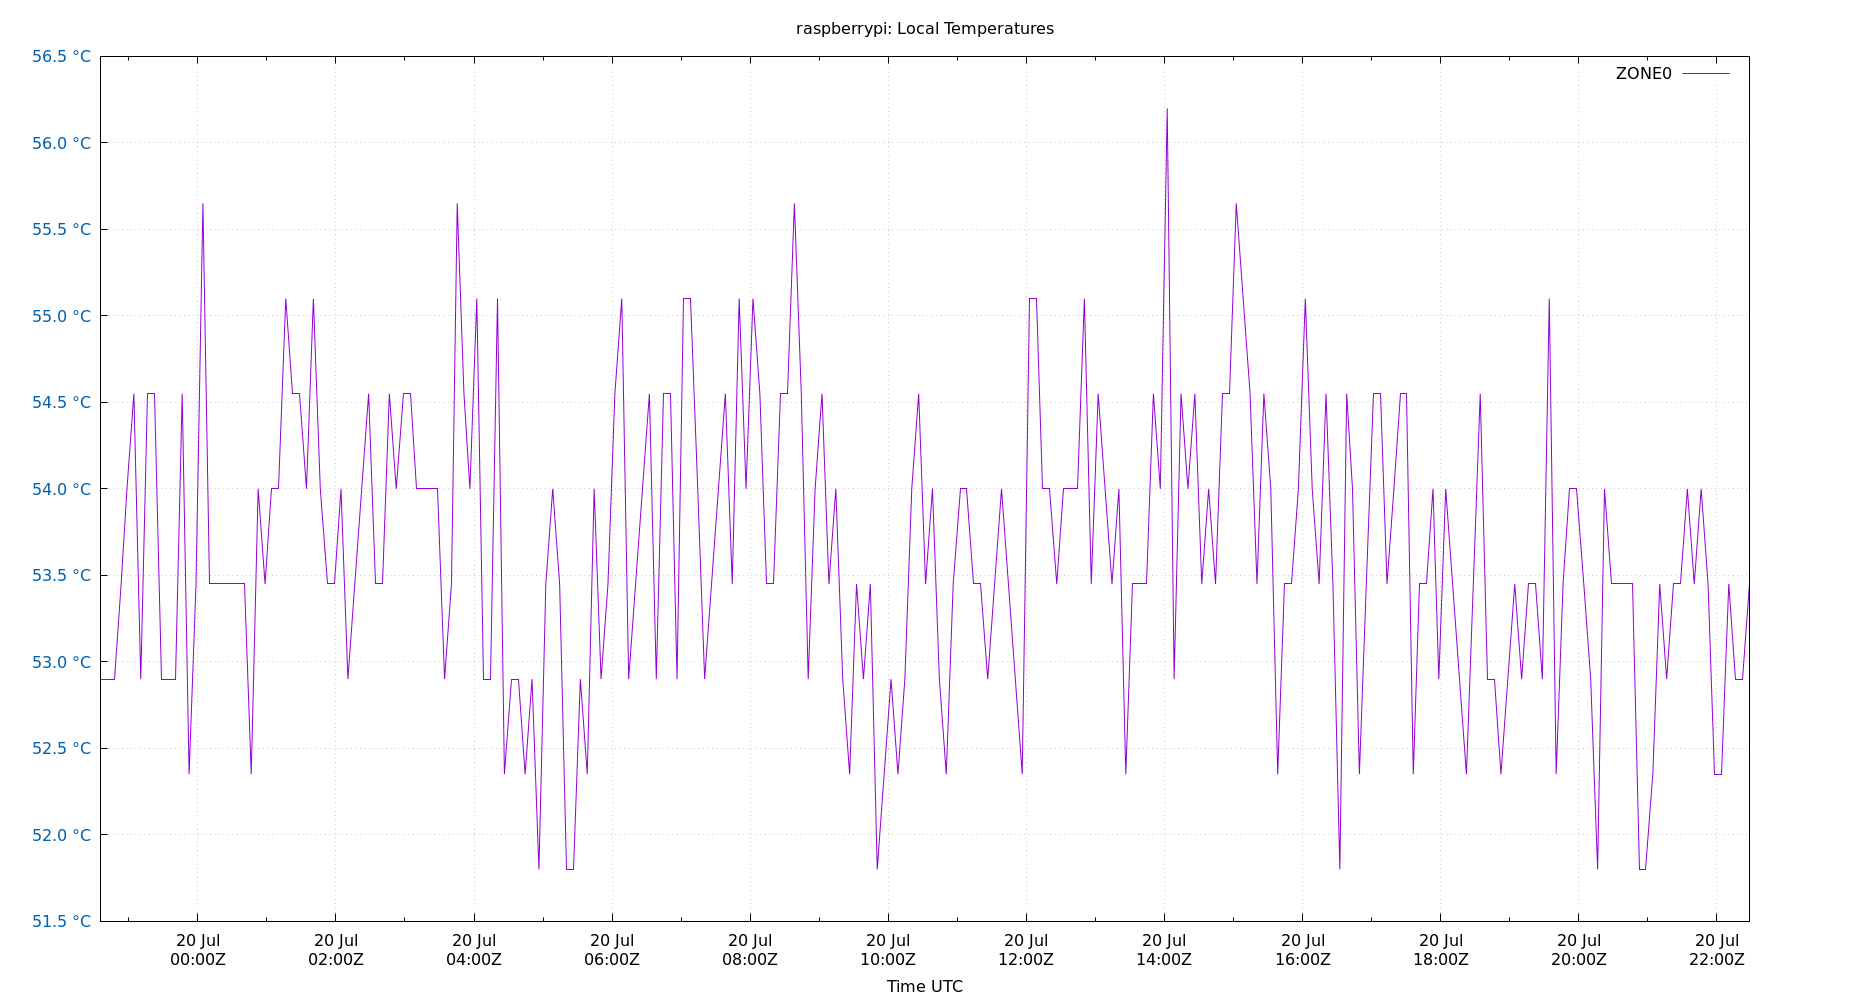 raspberrypi: Local Temperatures
ZONE0
56.5 °C
56.0 °C
55.5 °C
55.0 °C
54.5 °C
54.0 °C
53.5 °C
53.0 °C
52.5 °C
52.0 °C
51.5 °C
20 Jul 20 Jul 20 Jul 20 Jul 20 Jul 20 Jul 20 Jul 20 Jul 20 Jul 20 Jul 20 Jul 20 Jul
00:00Z 02:00Z 04:00Z 06:00Z 08:00Z 10:00Z 12:00Z 14:00Z 16:00Z 18:00Z 20:00Z 22:00Z
Time UTC